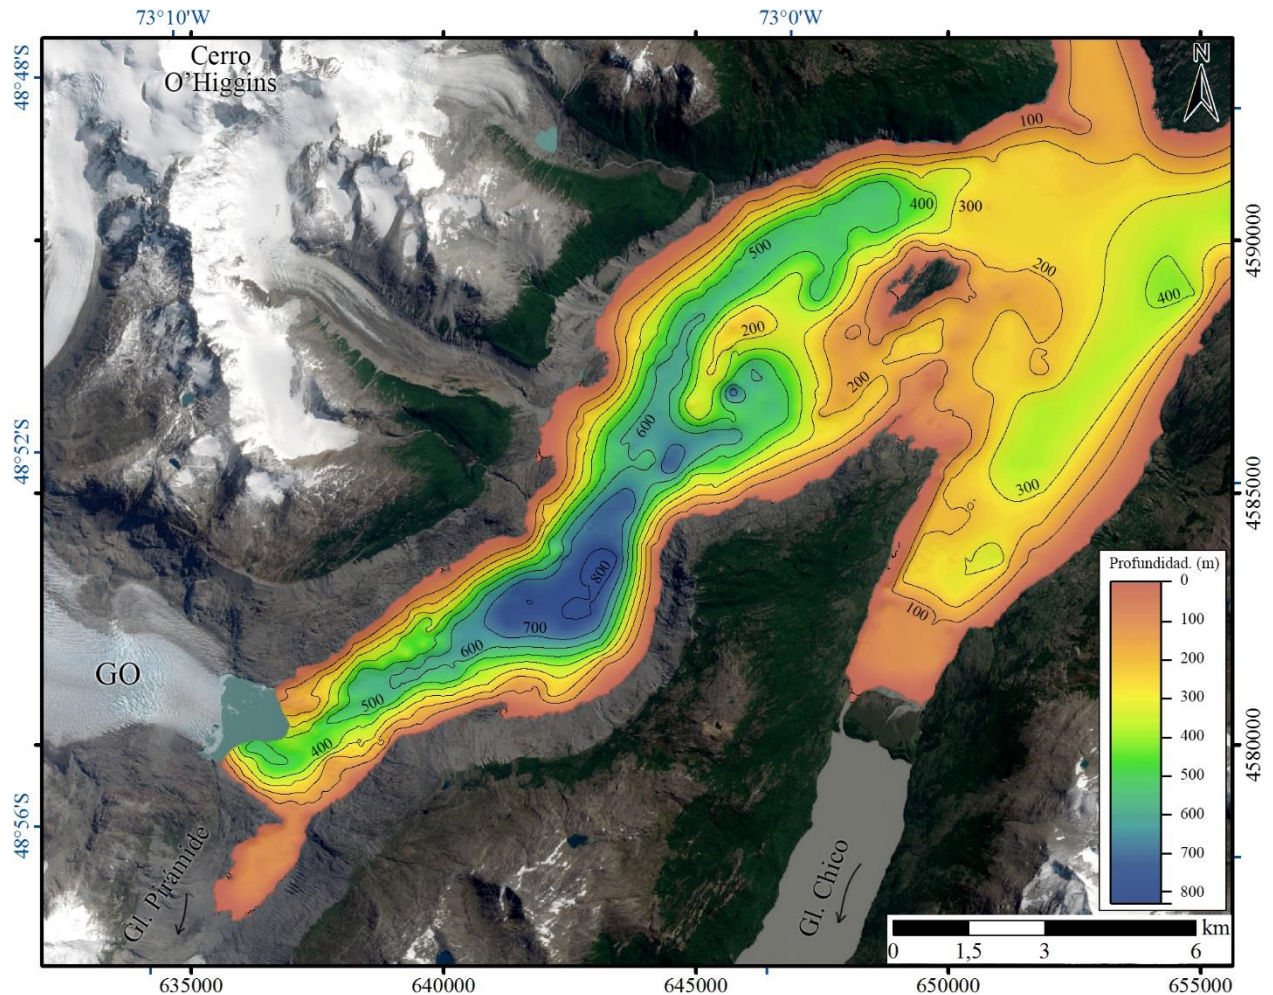 73°10'W
73°0'W
48°48'S
Cerro
O'Higgins
N
100
400
300
500
4590000
200
400
200
200
600
48°52'S
300
4585000
800
Profundidad. (m)
0
100
200
300
400
500
600
700
800
100
700
600
GO
500
400
4580000
48°56'S
Gl. Pirámide
Gl. Chico
km
0
1,5
3
6
635000
640000
645000
650000
655000